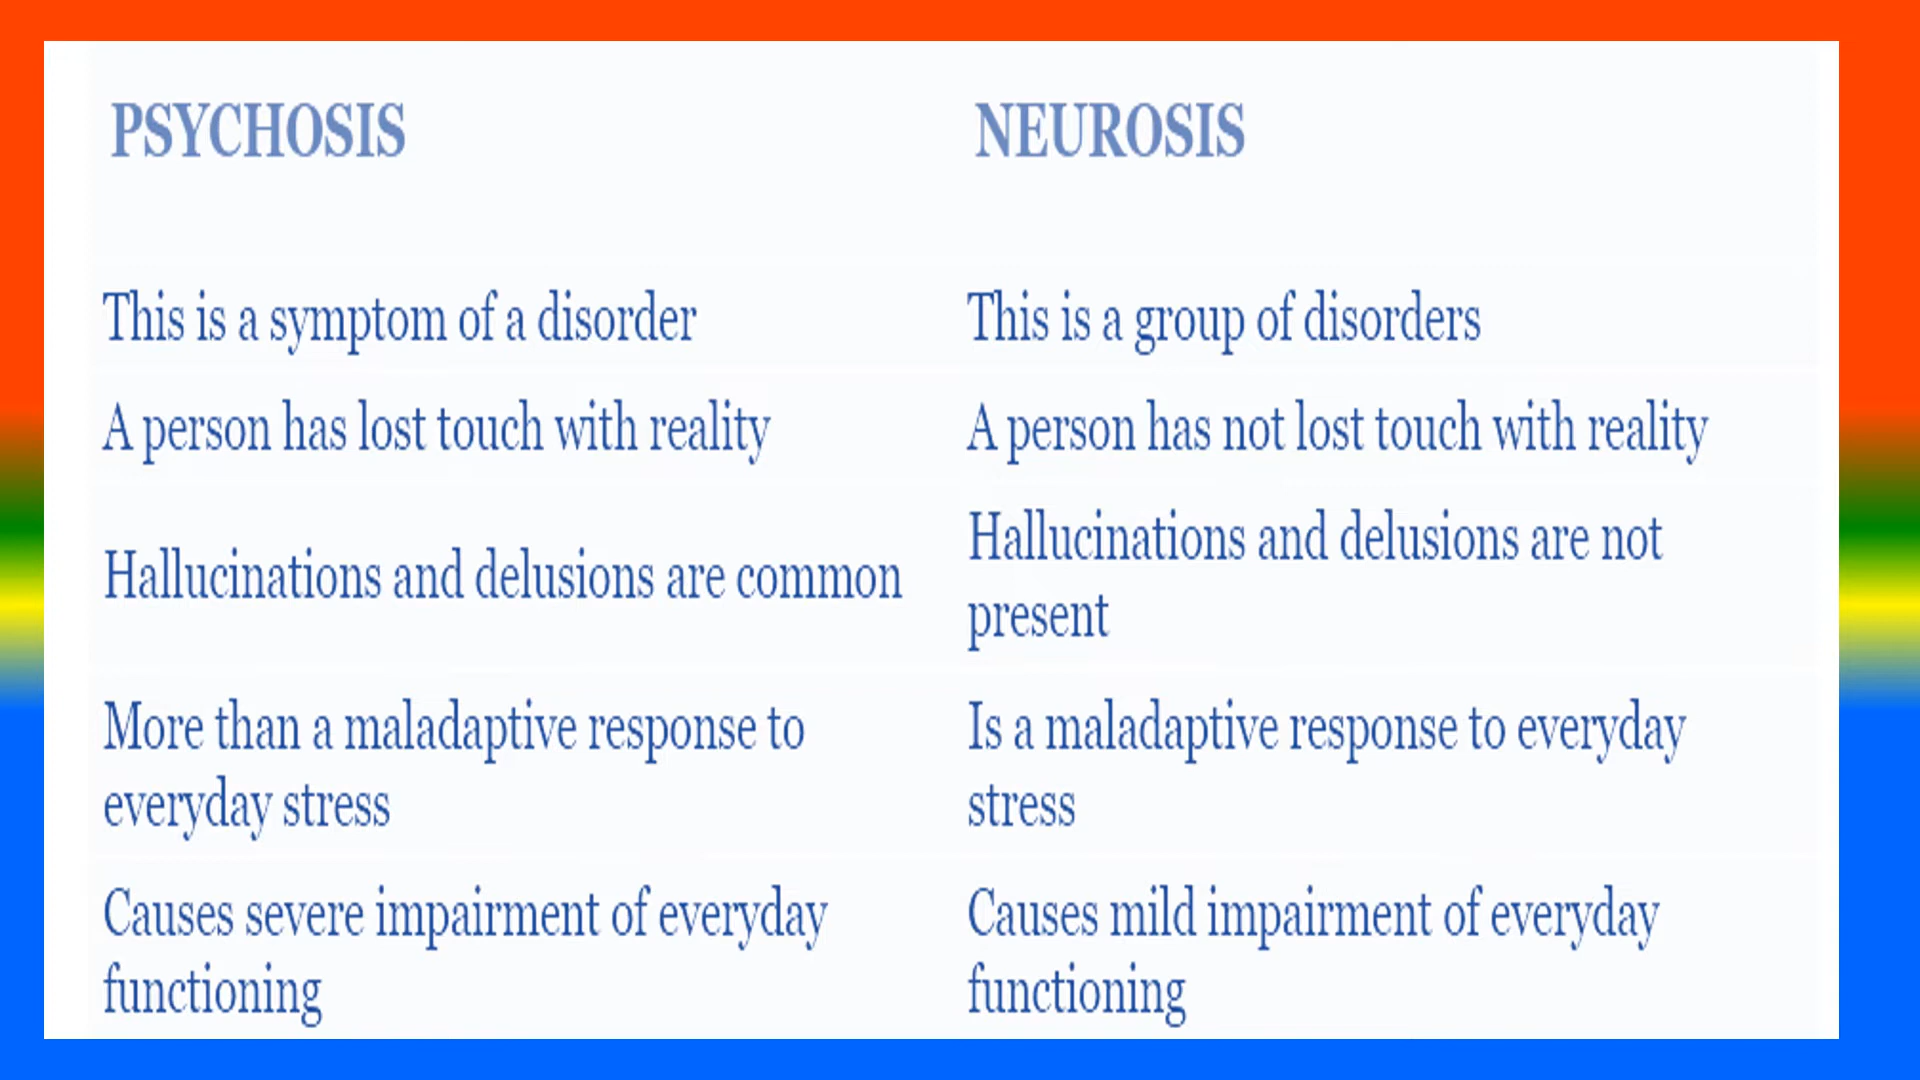 PSYCHOSIS
NEUROSIS
This is a symptom of a disorder
This is a group of disorders
A person has lost touch with reality
A person has not lost touch with reality
Hallucinations and delusions are common
Hallucinations and delusions are not
present
More than a maladaptive response to
everyday stress
Is a maladaptive response to everyday
stress
Causes severe impairment of everyday
functioning
Causes mild impairment of everyday
functioning